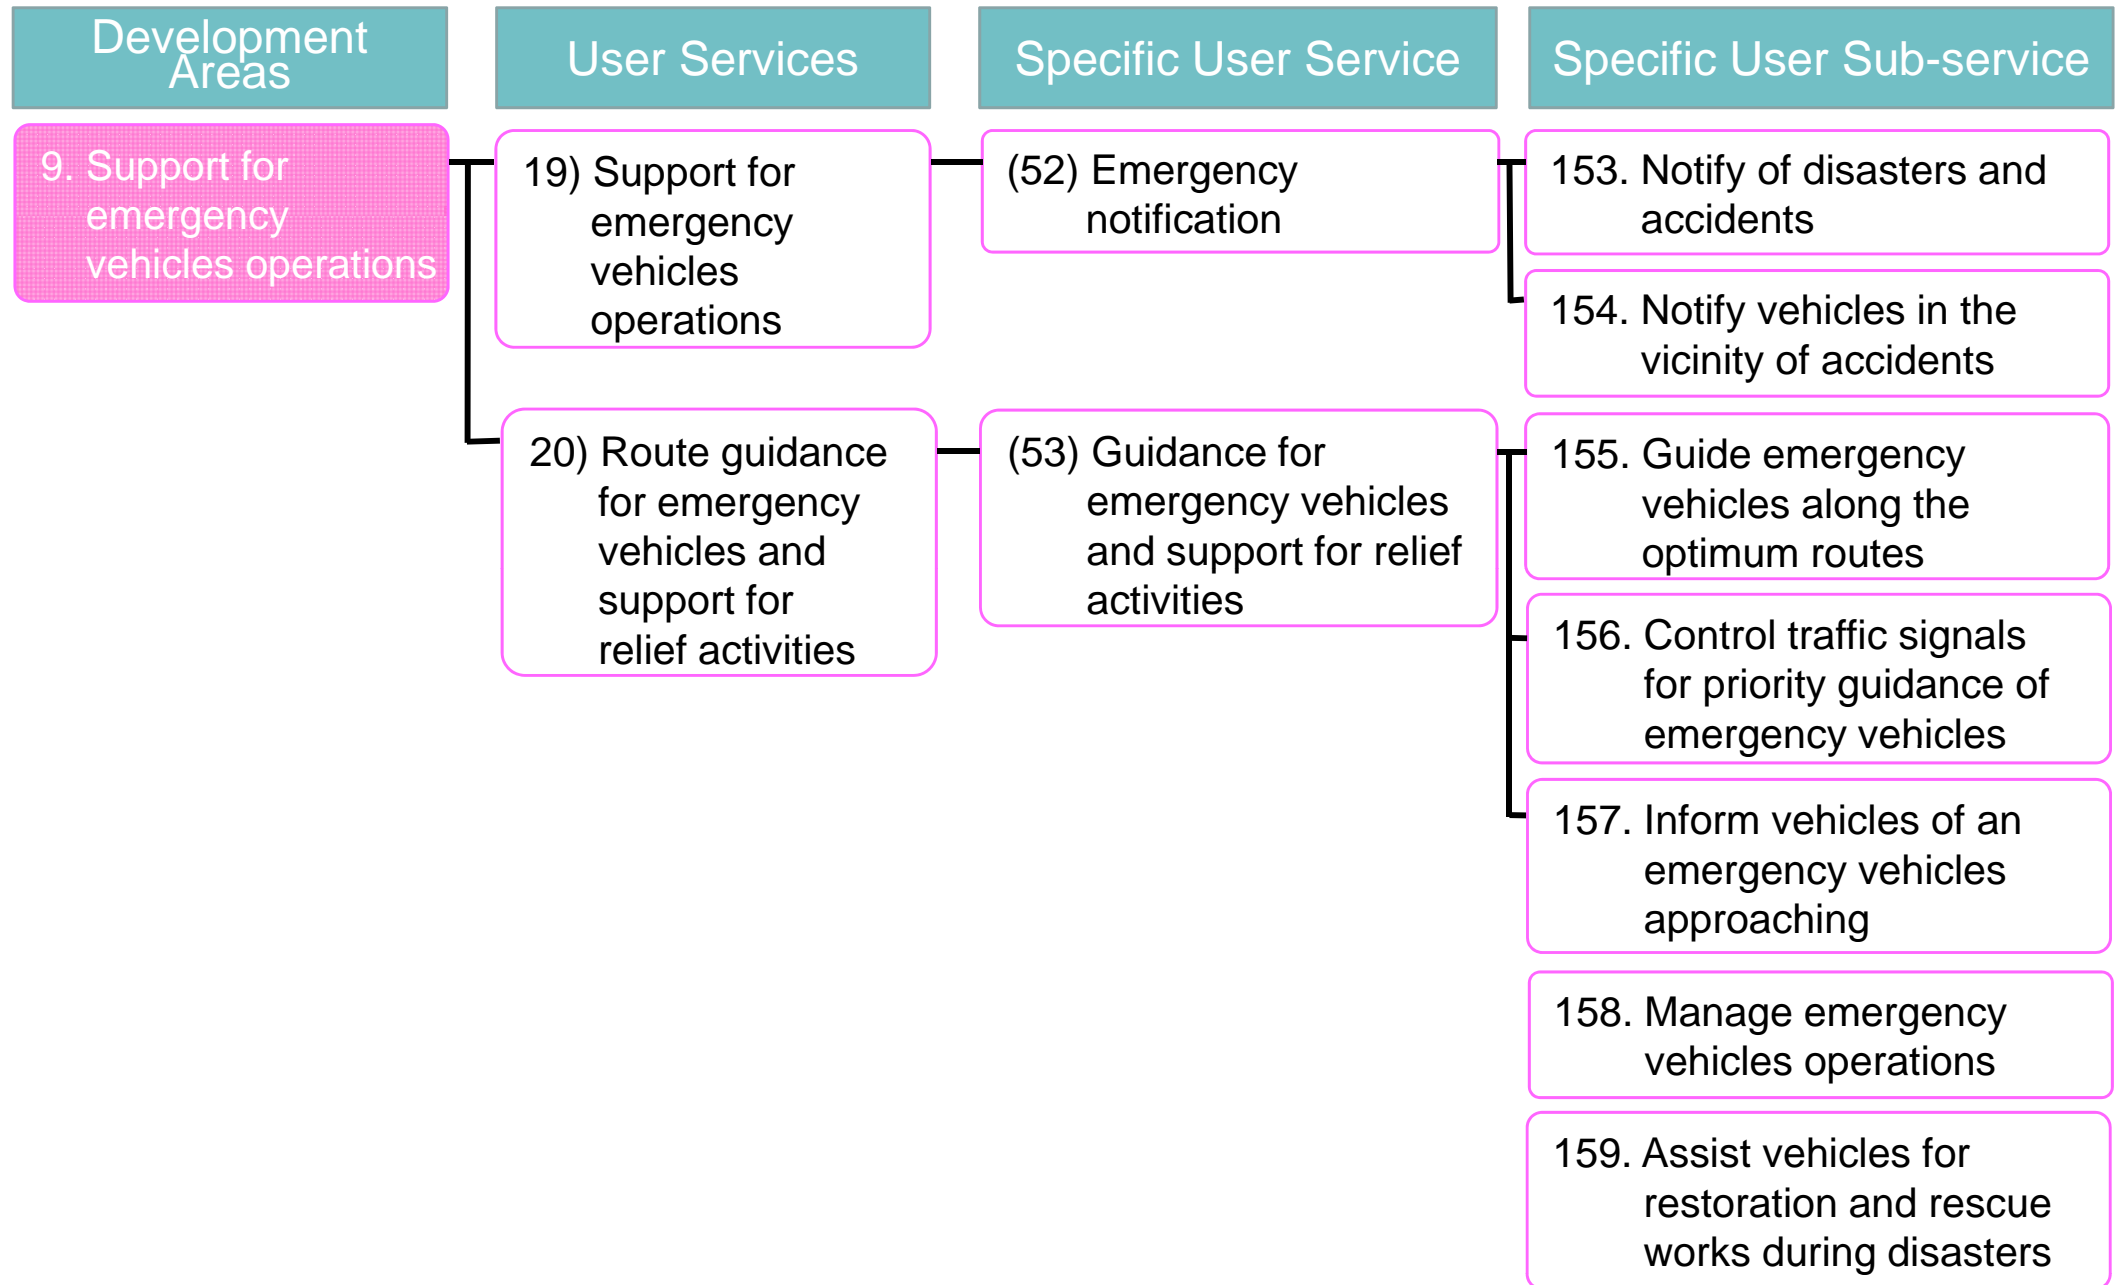 Development
Areas
User Services
Specific User Service
Specific User Sub-service
9. Support for
emergency
vehicles operations
19) Support for
emergency
vehicles
operations
(52) Emergency
notification
153. Notify of disasters and
accidents
154. Notify vehicles in the
vicinity of accidents
20) Route guidance
for emergency
vehicles and
support for
relief activities
(53) Guidance for
emergency vehicles
and support for relief
activities
155. Guide emergency
vehicles along the
optimum routes
156. Control traffic signals
for priority guidance of
emergency vehicles
157. Inform vehicles of an
emergency vehicles
approaching
158. Manage emergency
vehicles operations
159. Assist vehicles for
restoration and rescue
works during disasters